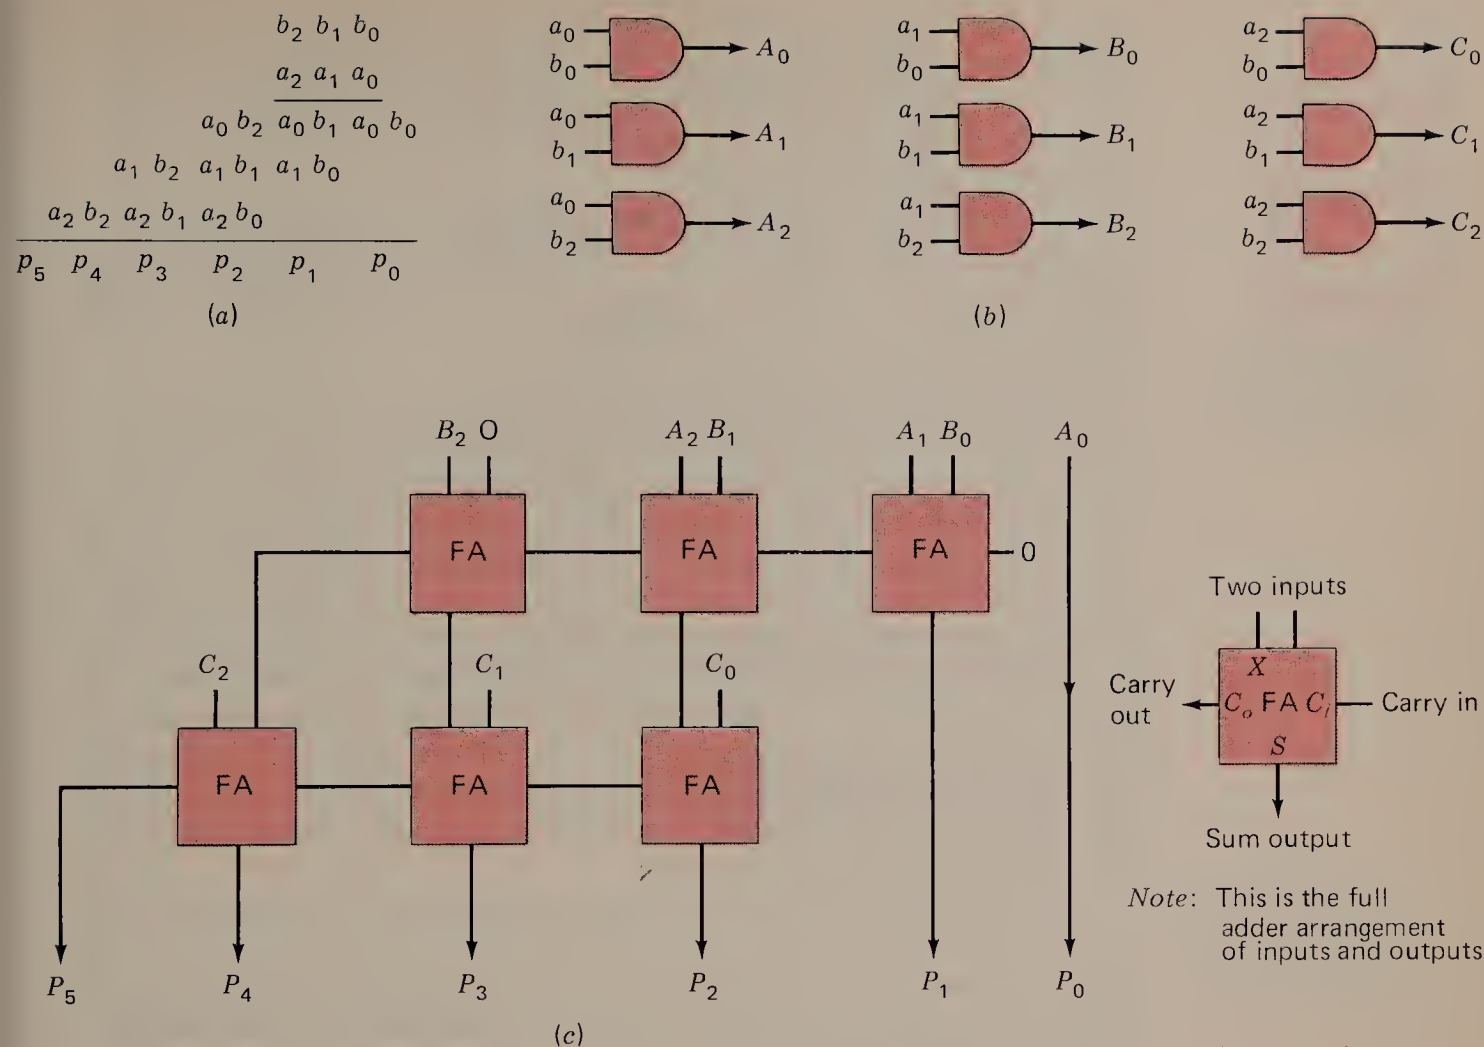 b₂ b₁ b₀
a₂ a₁ a₀
a₀ b₂ a₀ b₁ a₀ b₀
a₁ b₂ a₁ b₁ a₁ b₀
a₂ b₂ a₂ b₁ a₂ b₀
p₅ p₄ p₃ p₂ p₁ p₀
(a)
a₀ A₀
b₀
a₀ A₁
b₁
a₀ A₂
b₂
a₁ B₀
b₀
a₁ B₁
b₁
a₁ B₂
b₂
(b)
a₂ C₀
b₀
a₂ C₁
b₁
a₂ C₂
b₂
B₂ O A₂ B₁ A₁ B₀ A₀
FA FA FA 0
C₂ C₁ C₀
FA FA FA
P₅ P₄ P₃ P₂ P₁ P₀
(c)
Two inputs
X
Carry out
Cₒ FA Cᵢ Carry in
S
Sum output
Note: This is the full
adder arrangement
of inputs and outputs